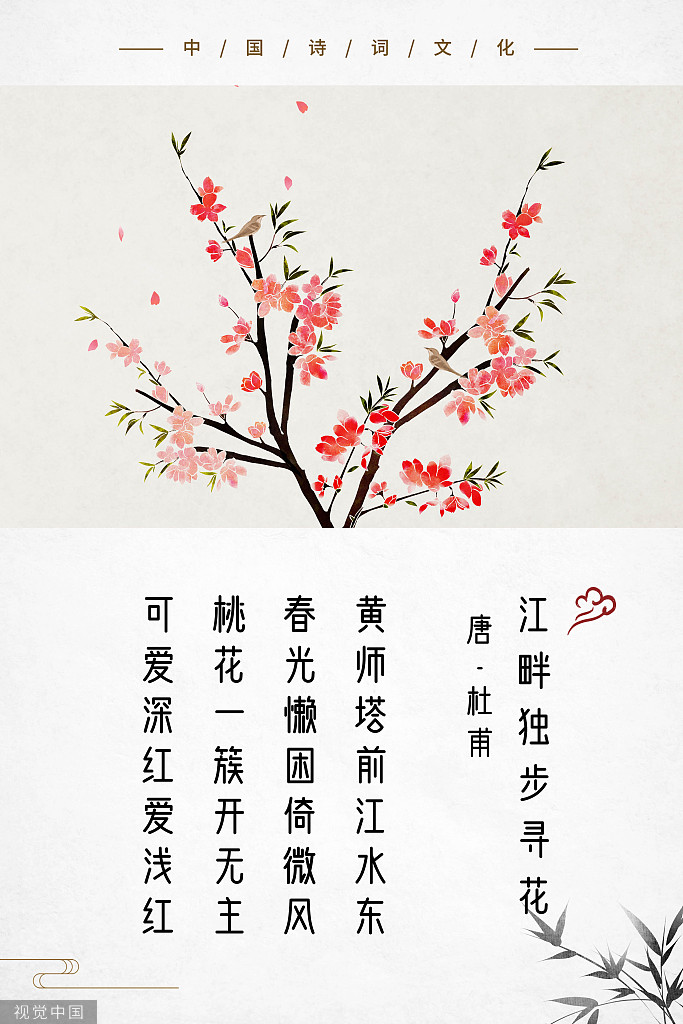 中/国/诗/词/文/化
江畔独步寻花
唐-杜甫
黄师塔前江水东
春光懒困倚微风
桃花一簇开无主
可爱深红爱浅红
视觉中国